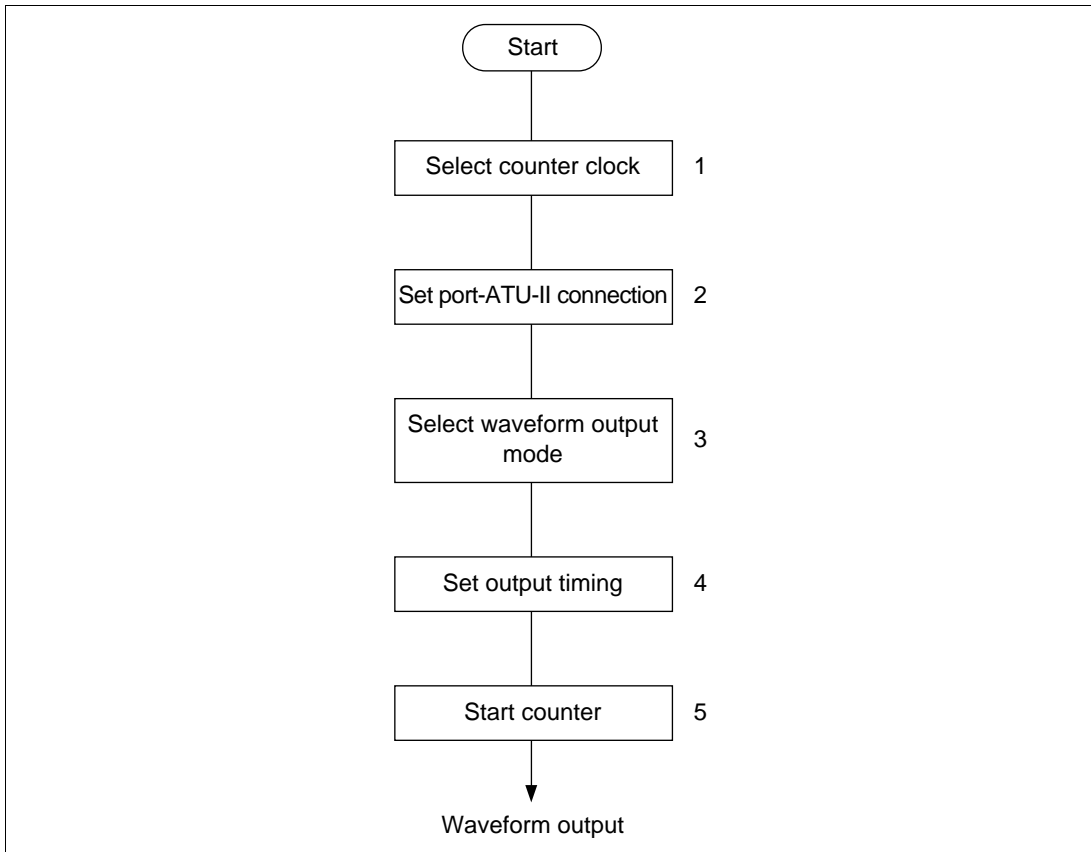 Start
Select counter clock 1
Set port-ATU-II connection 2
Select waveform output
mode
3
Set output timing 4
Start counter 5
Waveform output